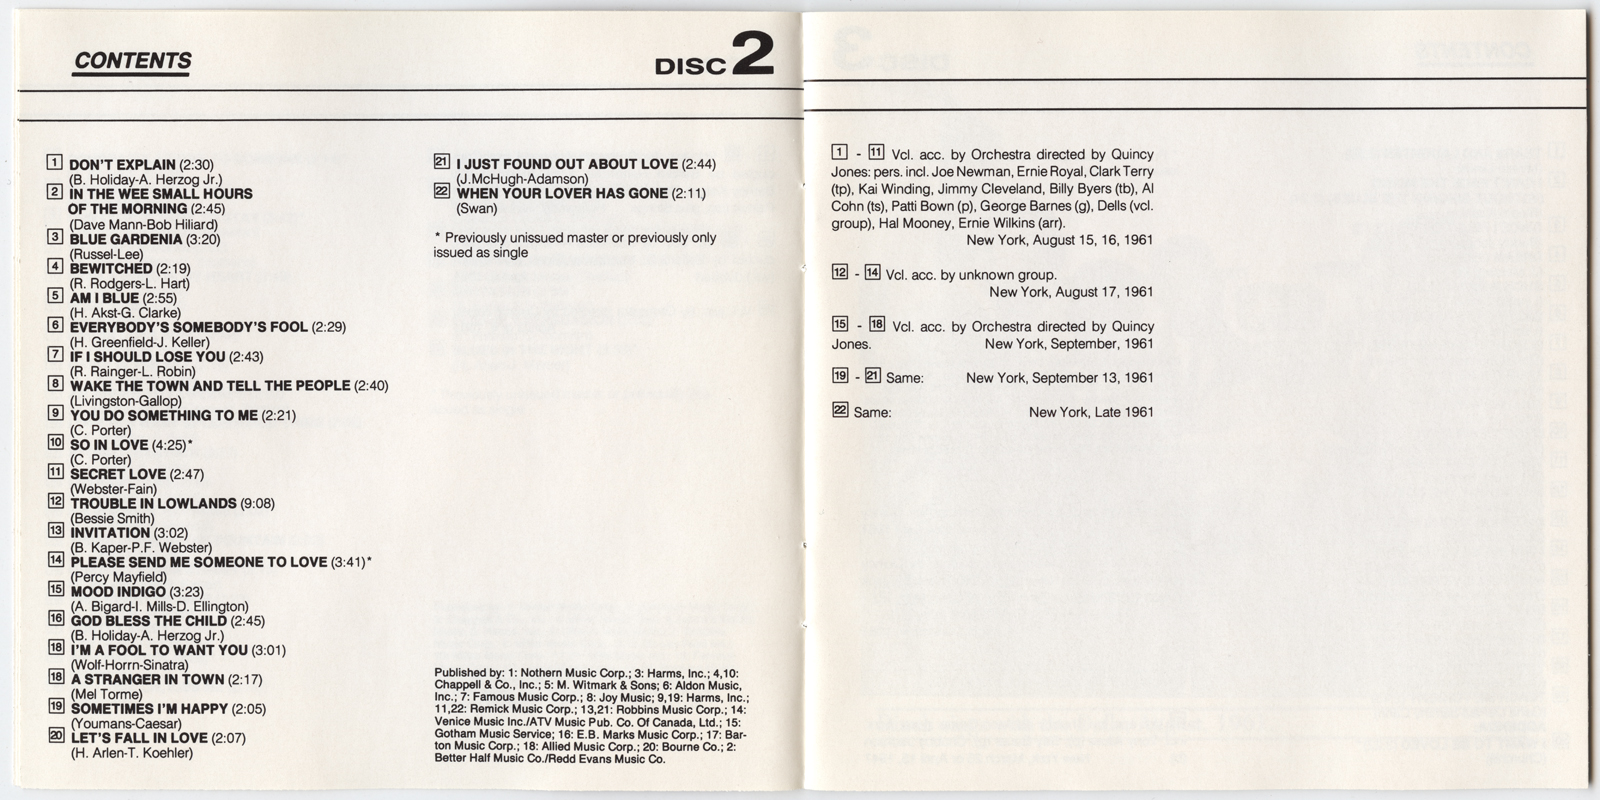 CONTENTS
DISC 2
1 DON'T EXPLAIN (2:30)
(B. Holiday-A. Herzog Jr.)
2 IN THE WEE SMALL HOURS
OF THE MORNING (2:45)
(Dave Mann-Bob Hiliard)
3 BLUE GARDENIA (3:20)
(Russel-Lee)
4 BEWITCHED (2:19)
(R. Rodgers-L. Hart)
5 AM I BLUE (2:55)
(H. Akst-G. Clarke)
6 EVERYBODY'S SOMEBODY'S FOOL (2:29)
(H. Greenfield-J. Keller)
7 IF I SHOULD LOSE YOU (2:43)
(R. Rainger-L. Robin)
8 WAKE THE TOWN AND TELL THE PEOPLE (2:40)
(Livingston-Gallop)
9 YOU DO SOMETHING TO ME (2:21)
(C. Porter)
10 SO IN LOVE (4:25)*
(C. Porter)
11 SECRET LOVE (2:47)
(Webster-Fain)
12 TROUBLE IN LOWLANDS (9:08)
(Bessie Smith)
13 INVITATION (3:02)
(B. Kaper-P.F. Webster)
14 PLEASE SEND ME SOMEONE TO LOVE (3:41)*
(Percy Mayfield)
15 MOOD INDIGO (3:23)
(A. Bigard-I. Mills-D. Ellington)
16 GOD BLESS THE CHILD (2:45)
(B. Holiday-A. Herzog Jr.)
18 I'M A FOOL TO WANT YOU (3:01)
(Wolf-Horrn-Sinatra)
18 A STRANGER IN TOWN (2:17)
(Mel Torme)
19 SOMETIMES I'M HAPPY (2:05)
(Youmans-Caesar)
20 LET'S FALL IN LOVE (2:07)
(H. Arlen-T. Koehler)
21 I JUST FOUND OUT ABOUT LOVE (2:44)
(J.McHugh-Adamson)
22 WHEN YOUR LOVER HAS GONE (2:11)
(Swan)
* Previously unissued master or previously only
issued as single
Published by: 1: Nothern Music Corp.; 3: Harms, Inc.; 4,10:
Chappell & Co., Inc.; 5: M. Witmark & Sons; 6: Aldon Music,
Inc.; 7: Famous Music Corp.; 8: Joy Music; 9,19: Harms, Inc.;
11,22: Remick Music Corp.; 13,21: Robbins Music Corp.; 14:
Venice Music Inc./ATV Music Pub. Co. Of Canada, Ltd.; 15:
Gotham Music Service; 16: E.B. Marks Music Corp.; 17: Bar-
ton Music Corp.; 18: Allied Music Corp.; 20: Bourne Co.; 2:
Better Half Music Co./Redd Evans Music Co.
1 - 11 Vcl. acc. by Orchestra directed by Quincy
Jones: pers. incl. Joe Newman, Ernie Royal, Clark Terry
(tp), Kai Winding, Jimmy Cleveland, Billy Byers (tb), Al
Cohn (ts), Patti Bown (p), George Barnes (g), Dells (vcl.
group), Hal Mooney, Ernie Wilkins (arr).
New York, August 15, 16, 1961
12 - 14 Vcl. acc. by unknown group.
New York, August 17, 1961
15 - 18 Vcl. acc. by Orchestra directed by Quincy
Jones. New York, September, 1961
19 - 21 Same: New York, September 13, 1961
22 Same: New York, Late 1961